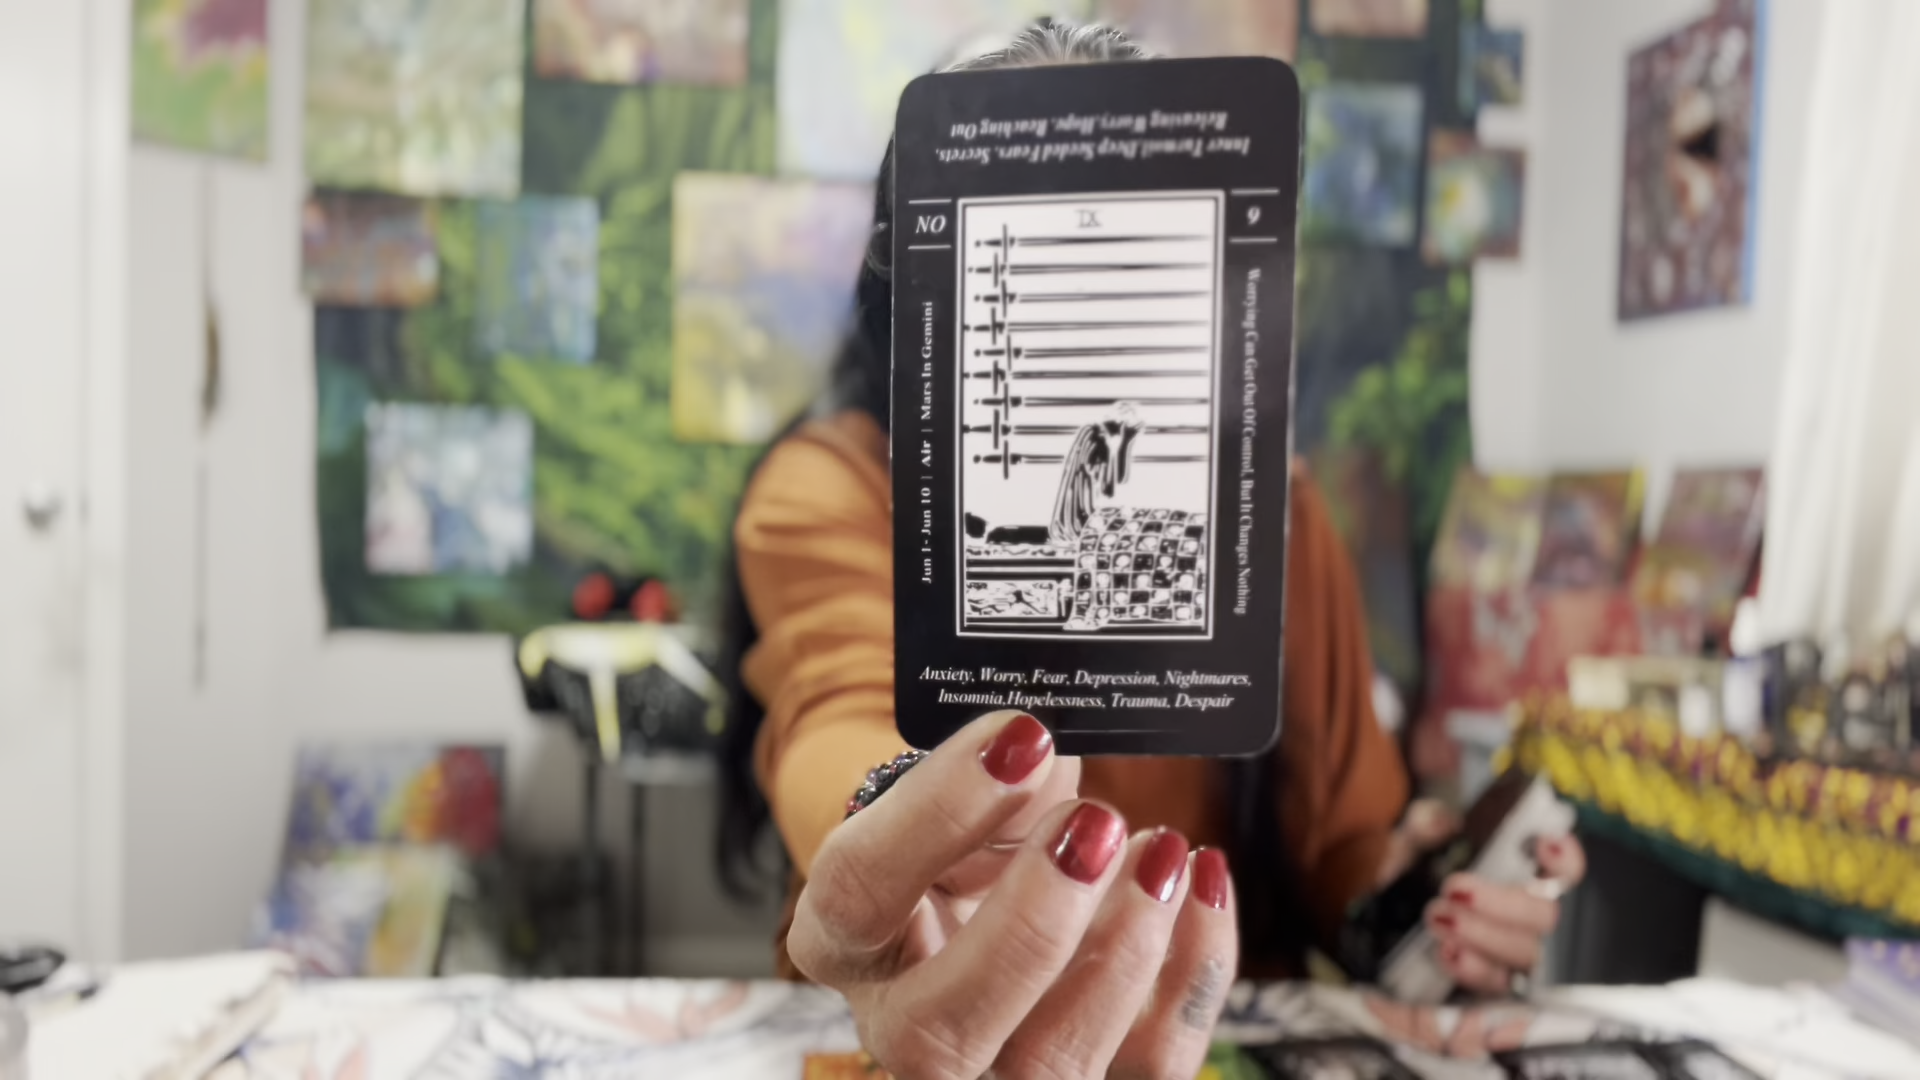 Inner Turmoil,Deep Seeded Fears, Secrets,
Releasing Worry,Hope, Reaching Out
NO
IX
9
Jun 1-Jun 10 | Air | Mars In Gemini
Worrying Can Get Out Of Control, But It Changes Nothing
Anxiety, Worry, Fear, Depression, Nightmares,
Insomnia,Hopelessness, Trauma, Despair